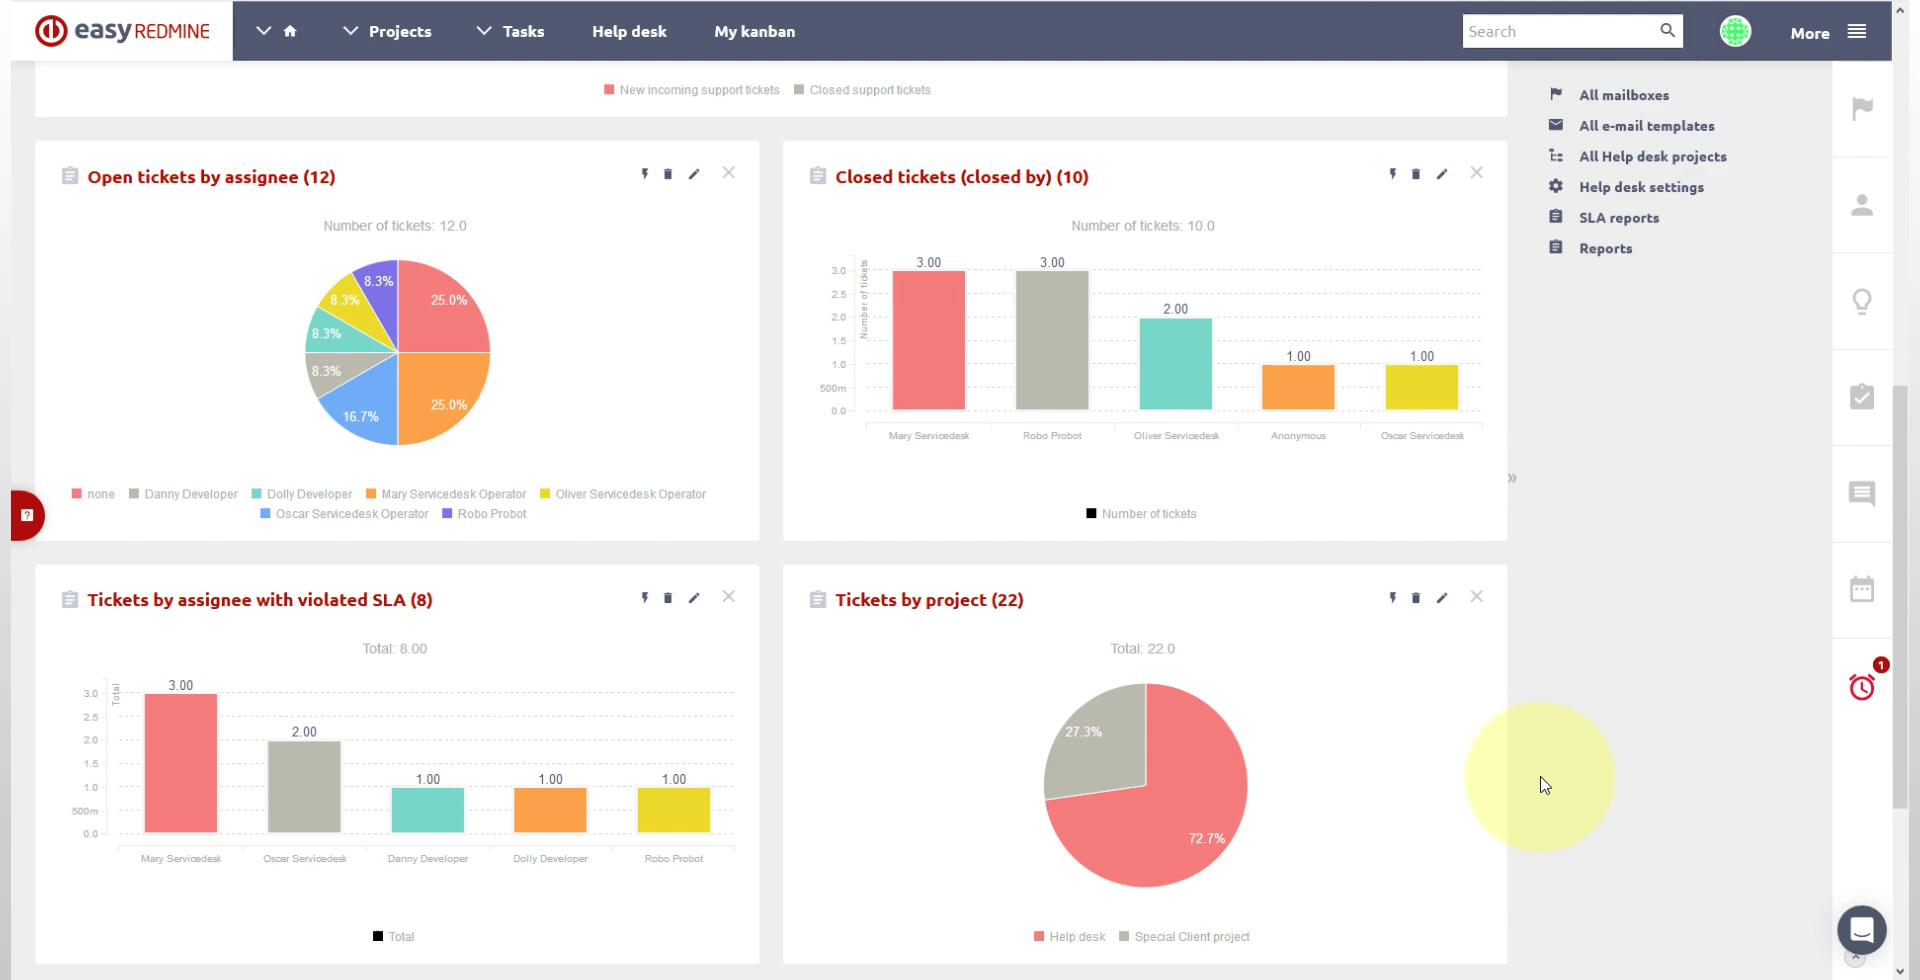 easy REDMINE
Projects
Tasks
Help desk
My kanban
Search
More
New incoming support tickets
Closed support tickets
All mailboxes
All e-mail templates
All Help desk projects
Help desk settings
SLA reports
Reports
Open tickets by assignee (12)
Number of tickets: 12.0
8.3%
25.0%
8.3%
8.3%
8.3%
25.0%
16.7%
none
Danny Developer
Dolly Developer
Mary Servicedesk Operator
Oliver Servicedesk Operator
Oscar Servicedesk Operator
Robo Probot
Closed tickets (closed by) (10)
Number of tickets: 10.0
Number of tickets
3.0
2.5
2.0
1.5
1.0
500m
0.0
3.00
3.00
2.00
1.00
1.00
Mary Servicedesk
Robo Probot
Oliver Servicedesk
Anonymous
Oscar Servicedesk
Number of tickets
?
»
Tickets by assignee with violated SLA (8)
Total: 8.00
Total
3.0
2.5
2.0
1.5
1.0
500m
0.0
3.00
2.00
1.00
1.00
1.00
Mary Servicedesk
Oscar Servicedesk
Danny Developer
Dolly Developer
Robo Probot
Total
Tickets by project (22)
Total: 22.0
27.3%
72.7%
Help desk
Special Client project
1